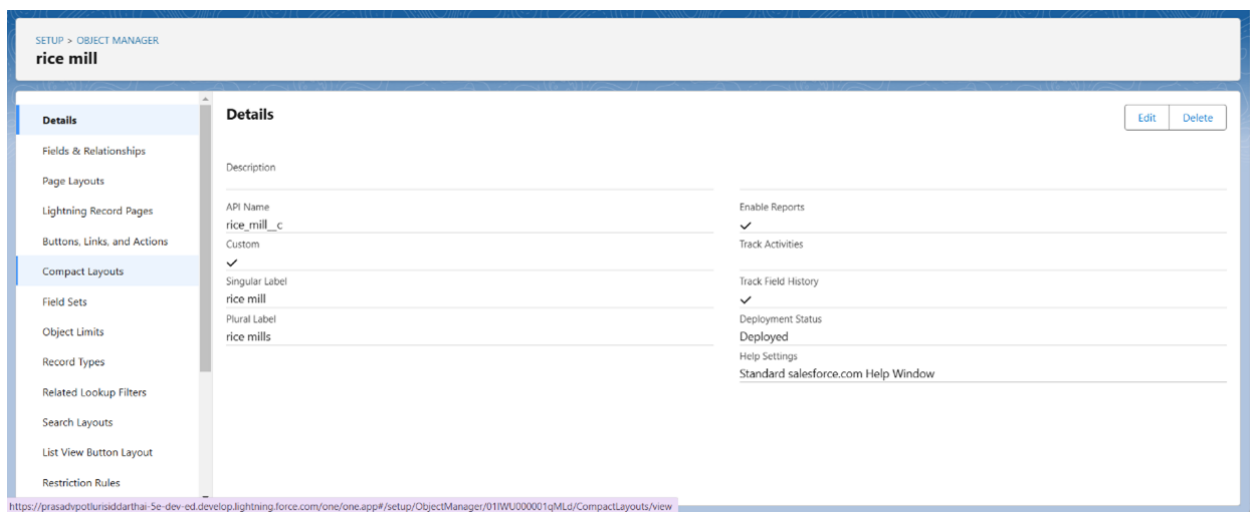 SETUP > OBJECT MANAGER
rice mill
Details
Fields & Relationships
Page Layouts
Lightning Record Pages
Buttons, Links, and Actions
Compact Layouts
Field Sets
Object Limits
Record Types
Related Lookup Filters
Search Layouts
List View Button Layout
Restriction Rules
Details
Edit
Delete
Description
API Name
rice_mill__c
Custom
Singular Label
rice mill
Plural Label
rice mills
Enable Reports
Track Activities
Track Field History
Deployment Status
Deployed
Help Settings
Standard salesforce.com Help Window
https://prasadvpotlurisiddarthai-5e-dev-ed.develop.lightning.force.com/one/one.app#/setup/ObjectManager/01IWU000001qMLd/CompactLayouts/view